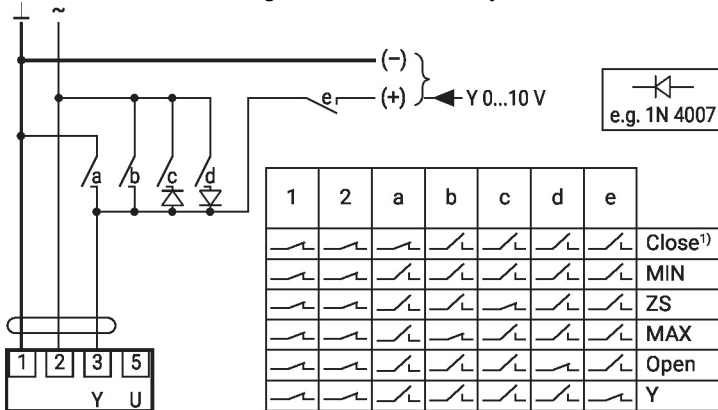 ⊥ ~
(−)
e (+) Y 0...10 V
e.g. 1N 4007
a b c d
1 2 a b c d e
Close¹⁾
MIN
ZS
MAX
Open
Y
1 2 3 5
Y U